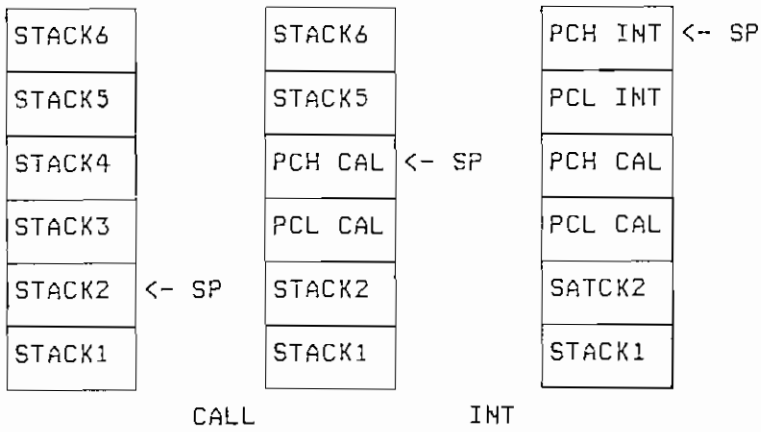 STACK6 STACK6 PCH INT <-- SP
STACK5 STACK5 PCL INT
STACK4 PCH CAL <- SP PCH CAL
STACK3 PCL CAL PCL CAL
STACK2 <- SP STACK2 SATCK2
STACK1 STACK1 STACK1
CALL INT